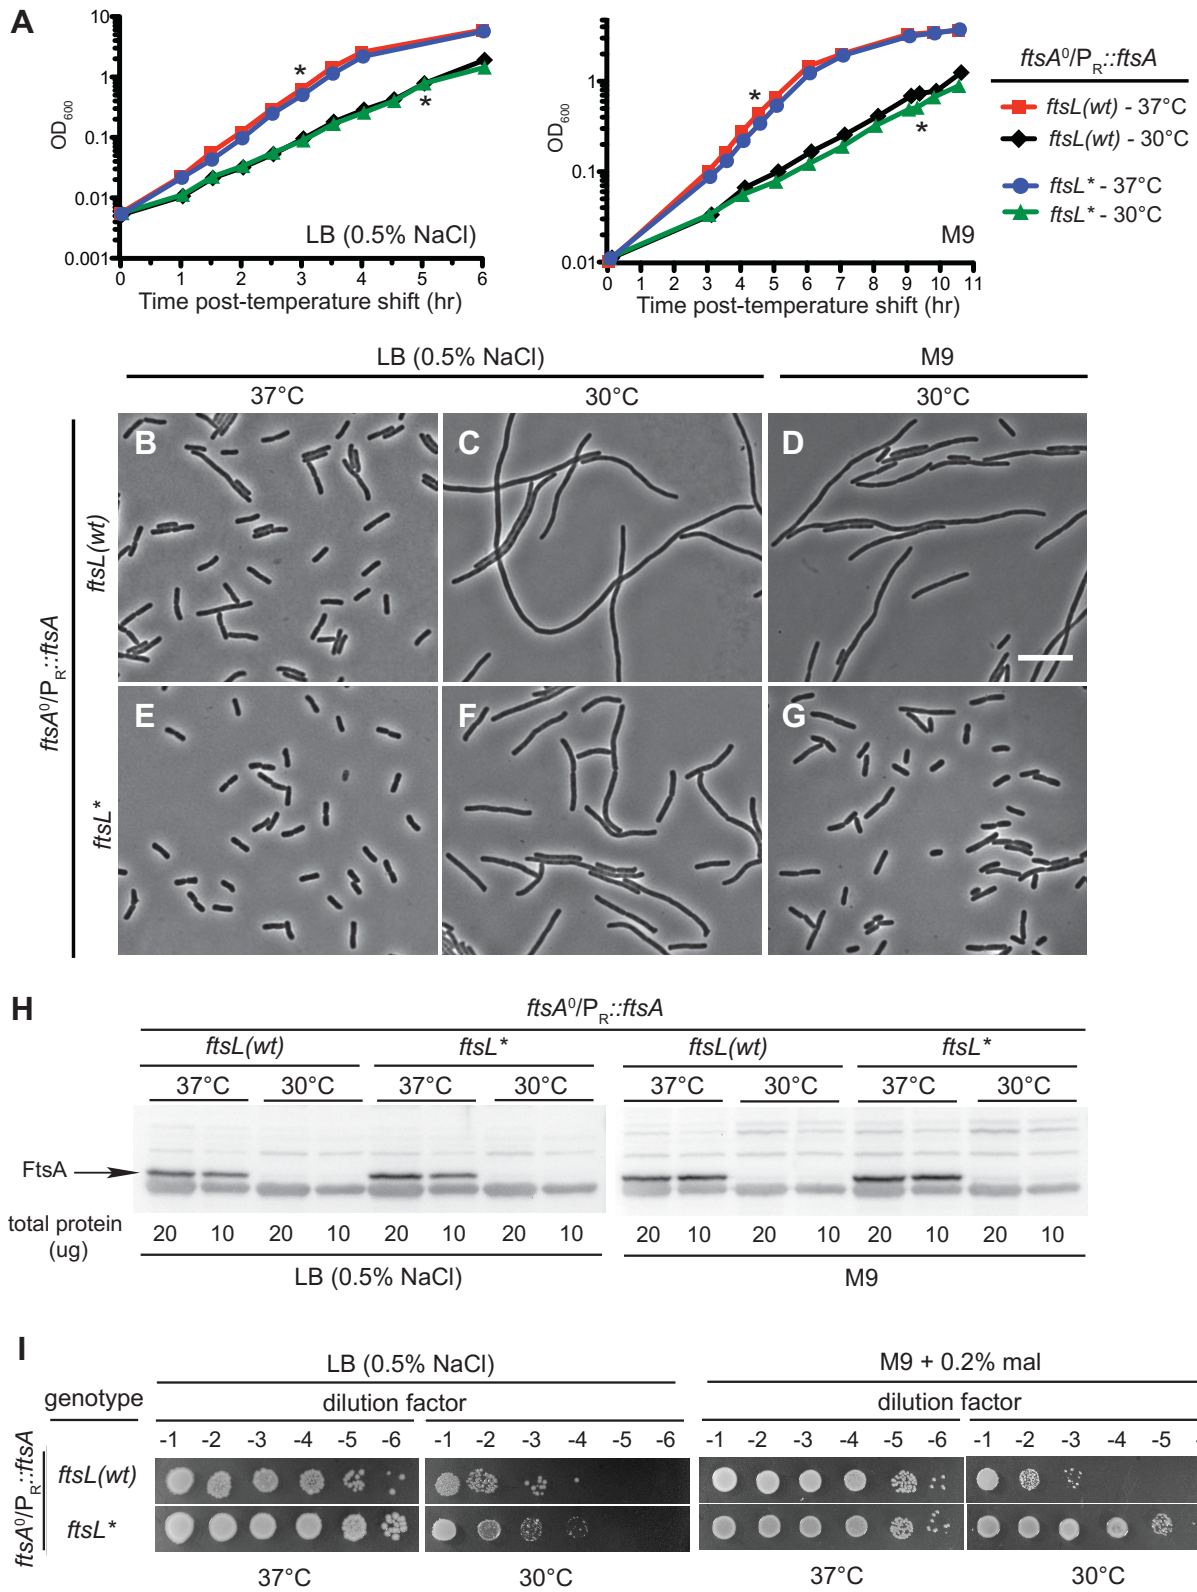 A
10
1
0.1
0.01
0.001
OD600
0 1 2 3 4 5 6
Time post-temperature shift (hr)
LB (0.5% NaCl)
*
*
1
0.1
0.01
OD600
0 1 2 3 4 5 6 7 8 9 10 11
Time post-temperature shift (hr)
M9
*
*
ftsA0/PR::ftsA
ftsL(wt) - 37°C
ftsL(wt) - 30°C
ftsL* - 37°C
ftsL* - 30°C
LB (0.5% NaCl) M9
37°C 30°C 30°C
ftsA0/PR::ftsA
ftsL(wt)
B C D
ftsL*
E F G
H
ftsA0/PR::ftsA
ftsL(wt) ftsL* ftsL(wt) ftsL*
37°C 30°C 37°C 30°C 37°C 30°C 37°C 30°C
FtsA
total protein (ug)
20 10 20 10 20 10 20 10 20 10 20 10 20 10 20 10
LB (0.5% NaCl) M9
I
LB (0.5% NaCl) M9 + 0.2% mal
genotype dilution factor dilution factor
-1 -2 -3 -4 -5 -6 -1 -2 -3 -4 -5 -6 -1 -2 -3 -4 -5 -6 -1 -2 -3 -4 -5 -
ftsA0/PR::ftsA
ftsL(wt)
ftsL*
37°C 30°C 37°C 30°C